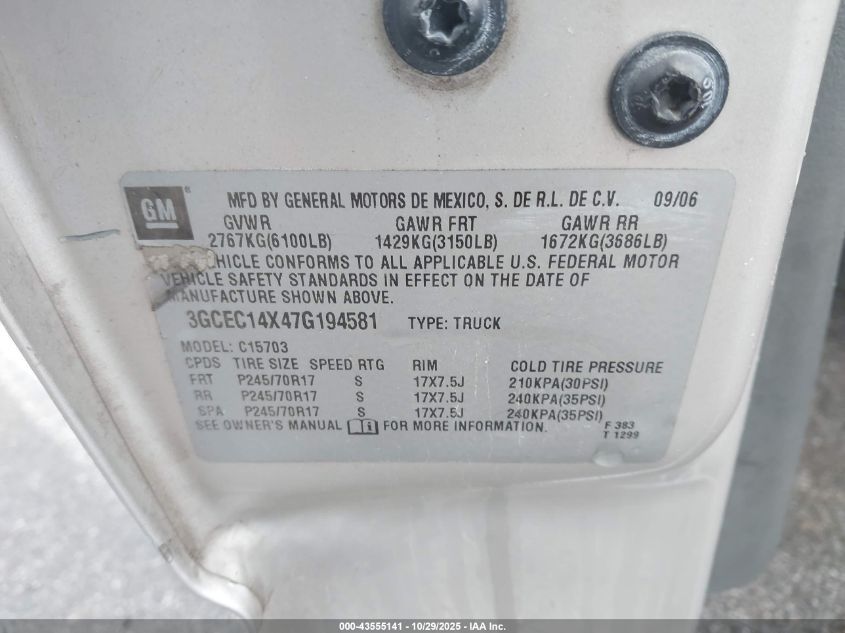 GM
MFD BY GENERAL MOTORS DE MEXICO, S. DE R.L. DE C.V. 09/06
GVWR GAWR FRT GAWR RR
2767KG(6100LB) 1429KG(3150LB) 1672KG(3686LB)
VEHICLE CONFORMS TO ALL APPLICABLE U.S. FEDERAL MOTOR
VEHICLE SAFETY STANDARDS IN EFFECT ON THE DATE OF
MANUFACTURE SHOWN ABOVE.
3GCEC14X47G194581 TYPE: TRUCK
MODEL: C15703
CPDS TIRE SIZE SPEED RTG RIM COLD TIRE PRESSURE
FRT P245/70R17 S 17X7.5J 210KPA(30PSI)
RR P245/70R17 S 17X7.5J 240KPA(35PSI)
SPA P245/70R17 S 17X7.5J 240KPA(35PSI)
SEE OWNER'S MANUAL FOR MORE INFORMATION.
F 383
T 1299
000-43555141 - 10/29/2025 - IAA Inc.